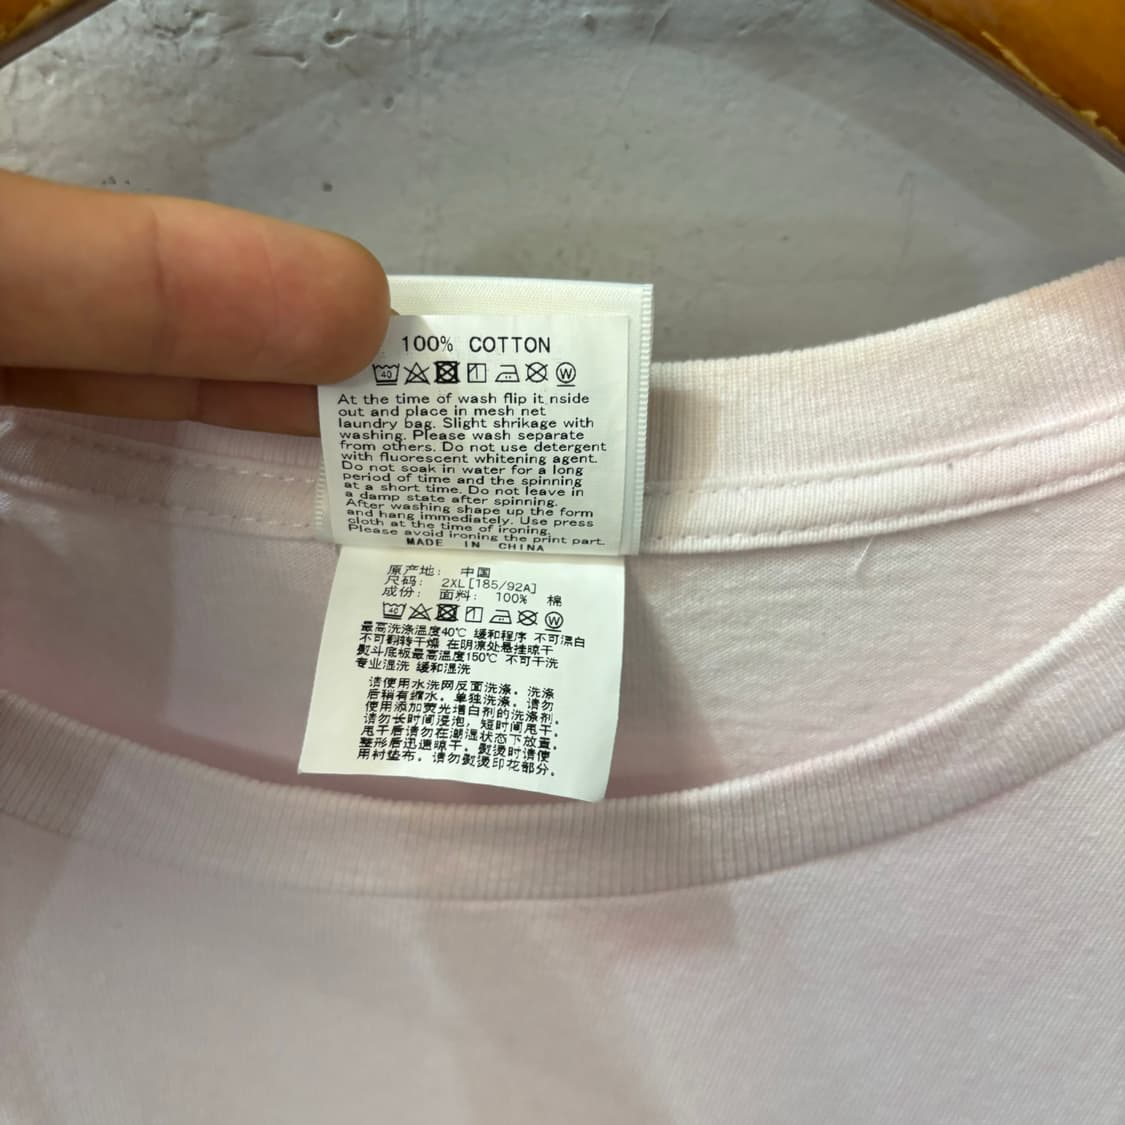 100% COTTON
40
W
At the time of wash flip it nside
out and place in mesh net
laundry bag. Slight shrikage with
washing. Please wash separate
from others. Do not use detergent
with fluorescent whitening agent.
Do not soak in water for a long
period of time and the spinning
at a short time. Do not leave in
a damp state after spinning.
After washing shape up the form
and hang immediately. Use press
cloth at the time of ironing.
Please avoid ironing the print part.
MADE IN CHINA
原产地: 中国
尺码: 2XL[185/92A]
成份: 面料: 100% 棉
40
W
最高洗涤温度40℃ 缓和程序 不可漂白
不可翻转干燥 在阴凉处悬挂晾干
熨斗底板最高温度150℃ 不可干洗
专业湿洗 缓和湿洗
请使用水洗网反面洗涤。洗涤
后稍有缩水。单独洗涤。请勿
使用添加荧光增白剂的洗涤剂。
请勿长时间浸泡，短时间甩干。
甩干后请勿在潮湿状态下放置。
整形后迅速晾干。熨烫时请使
用衬垫布。请勿熨烫印花部分。